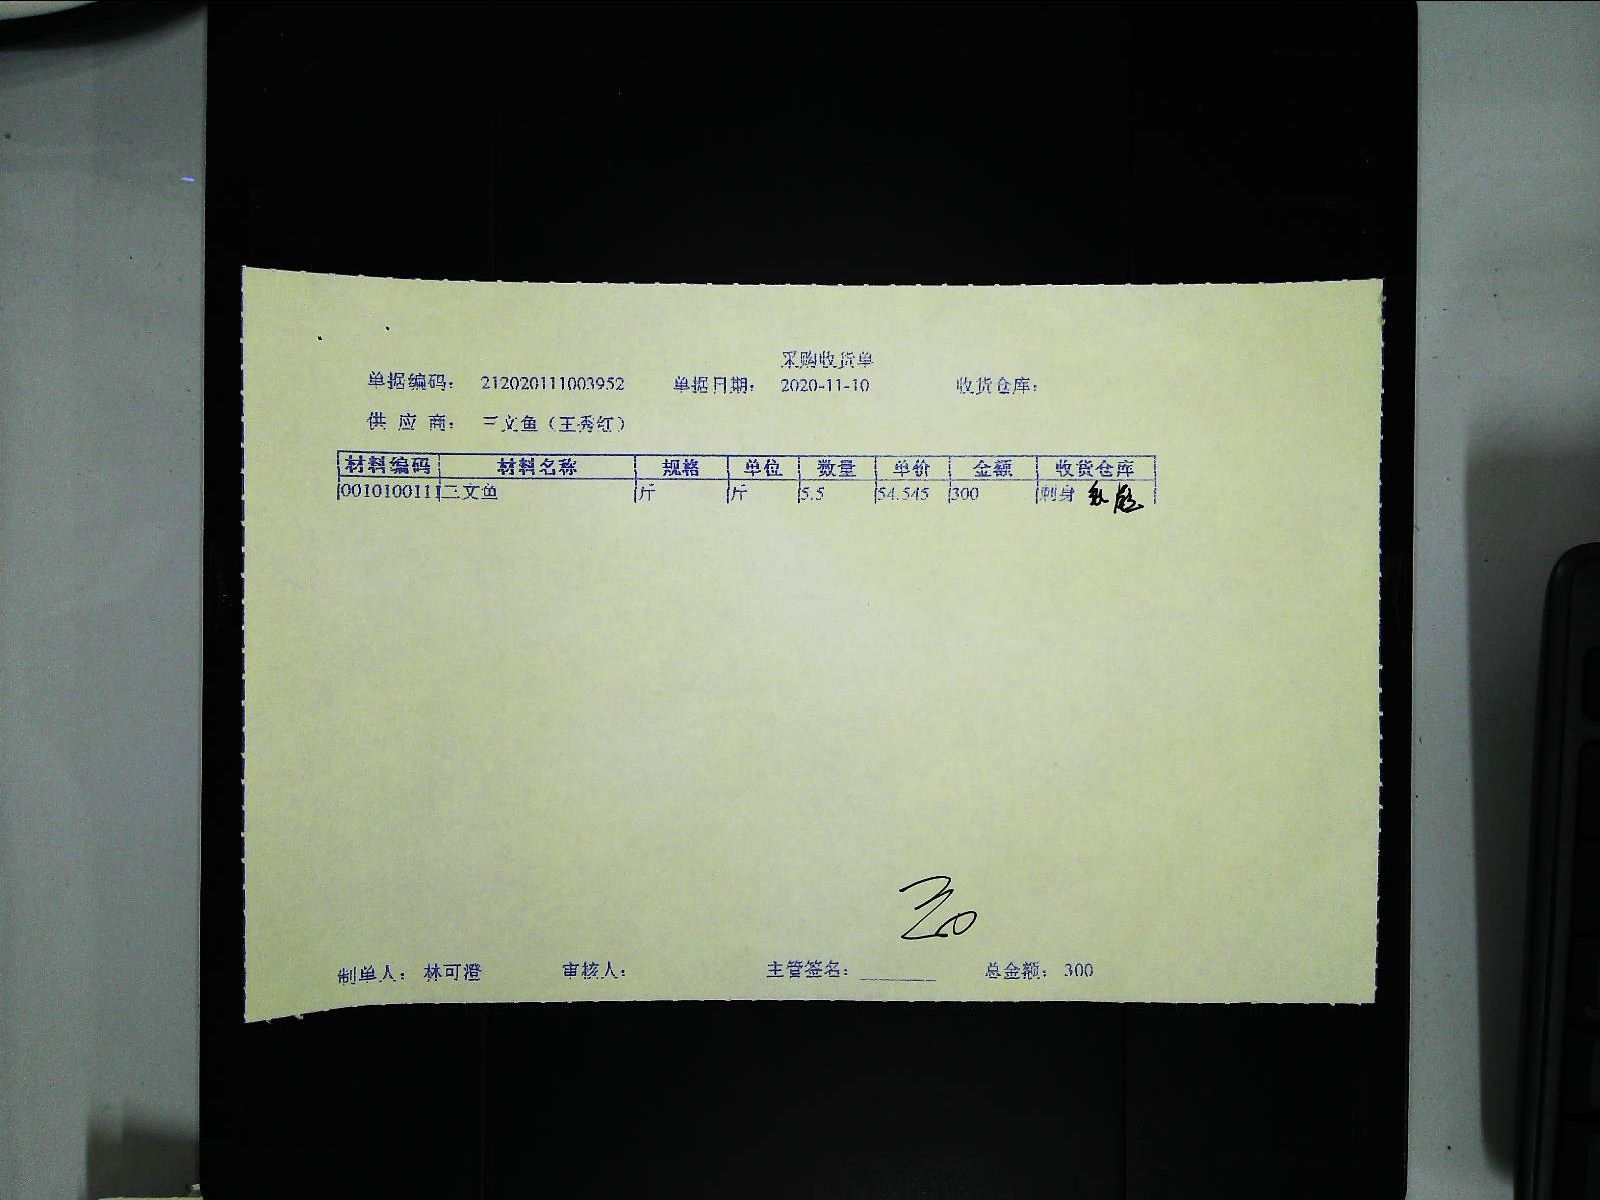 采购收货单
单据编码： 212020111003952 单据日期： 2020-11-10 收货仓库：
供 应 商： 三文鱼（王秀红）
材料编码 材料名称 规格 单位 数量 单价 金额 收货仓库
0010100111 三文鱼 斤 斤 5.5 54.545 300 刺身
制单人： 林可澄 审核人： 主管签名： 总金额： 300